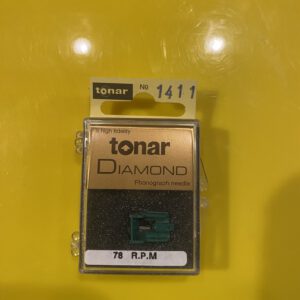 tonar No 1411
high fidelity
tonar
DIAMOND
Phonograph needle
78 R.P.M